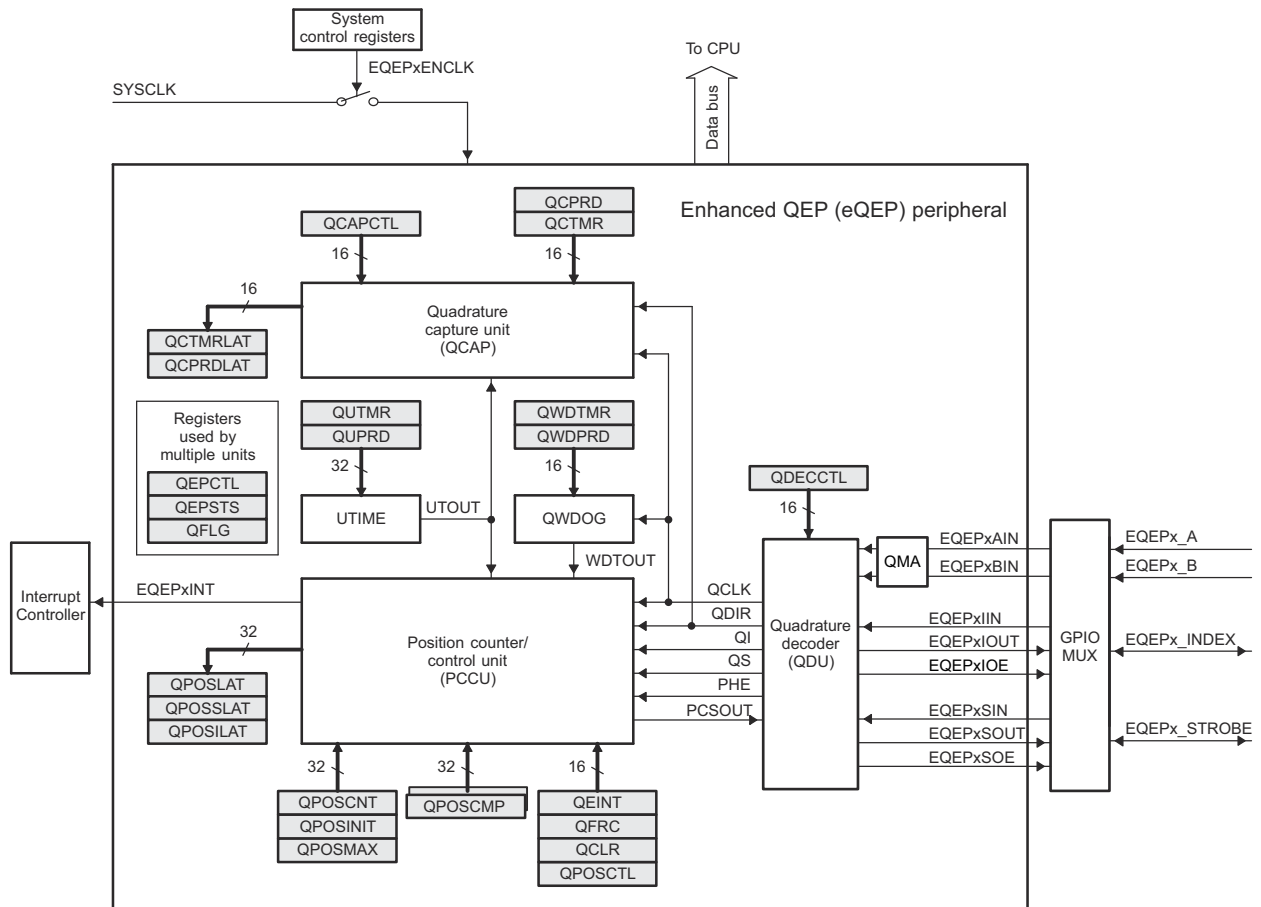 System
control registers
To CPU
EQEPxENCLK
SYSCLK
Data bus
Enhanced QEP (eQEP) peripheral
QCPRD
QCAPCTL
QCTMR
16
16
16
Quadrature
capture unit
(QCAP)
QCTMRLAT
QCPRDLAT
Registers
used by
multiple units
QEPCTL
QEPSTS
QFLG
QUTMR
QUPRD
32
UTIME
UTOUT
QWDTMR
QWDPRD
16
QWDOG
WDTOUT
QDECCTL
16
EQEPxAIN
EQEPxBIN
QMA
EQEPx_A
EQEPx_B
Interrupt
Controller
EQEPxINT
QCLK
QDIR
QI
QS
PHE
PCSOUT
Position counter/
control unit
(PCCU)
Quadrature
decoder
(QDU)
EQEPxIIN
EQEPxIOUT
EQEPxIOE
EQEPxSIN
EQEPxSOUT
EQEPxSOE
GPIO
MUX
EQEPx_INDEX
EQEPx_STROBE
32
QPOSLAT
QPOSSLAT
QPOSILAT
32
32
16
QPOSCNT
QPOSINIT
QPOSMAX
QPOSCMP
QEINT
QFRC
QCLR
QPOSCTL